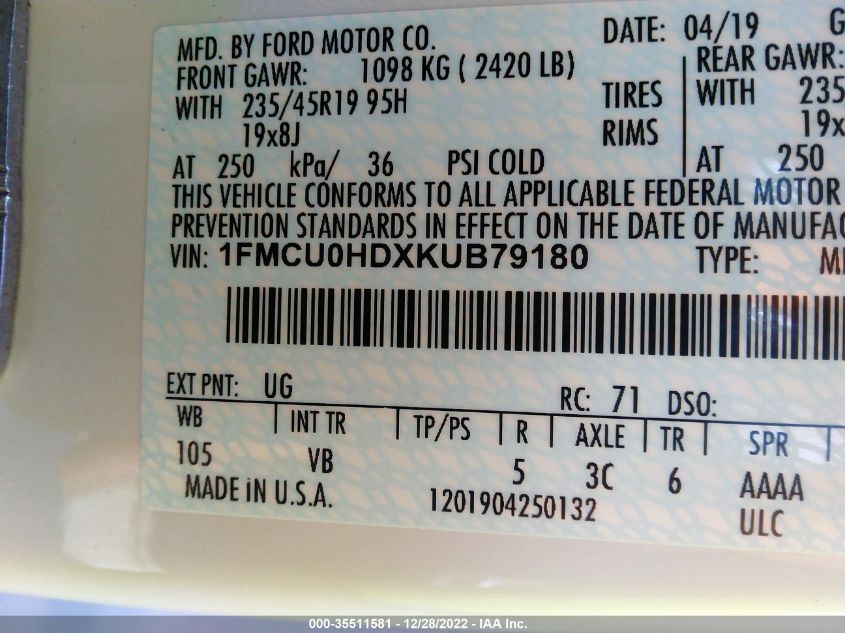 MFD. BY FORD MOTOR CO.
DATE: 04/19 G
FRONT GAWR: 1098 KG ( 2420 LB)
REAR GAWR:
WITH 235/45R19 95H TIRES
WITH 235
19x8J RIMS
19x
AT 250 kPa/ 36 PSI COLD
AT 250
THIS VEHICLE CONFORMS TO ALL APPLICABLE FEDERAL MOTOR
PREVENTION STANDARDS IN EFFECT ON THE DATE OF MANUFAC
VIN: 1FMCU0HDXKUB79180
TYPE:
EXT PNT: UG RC: 71 DSO:
WB INT TR TP/PS R AXLE TR SPR
105 VB 5 3C 6 AAAA
MADE iN U.S.A. 1201904250132 ULC
000-35511581 - 12/28/2022 - IAA Inc.